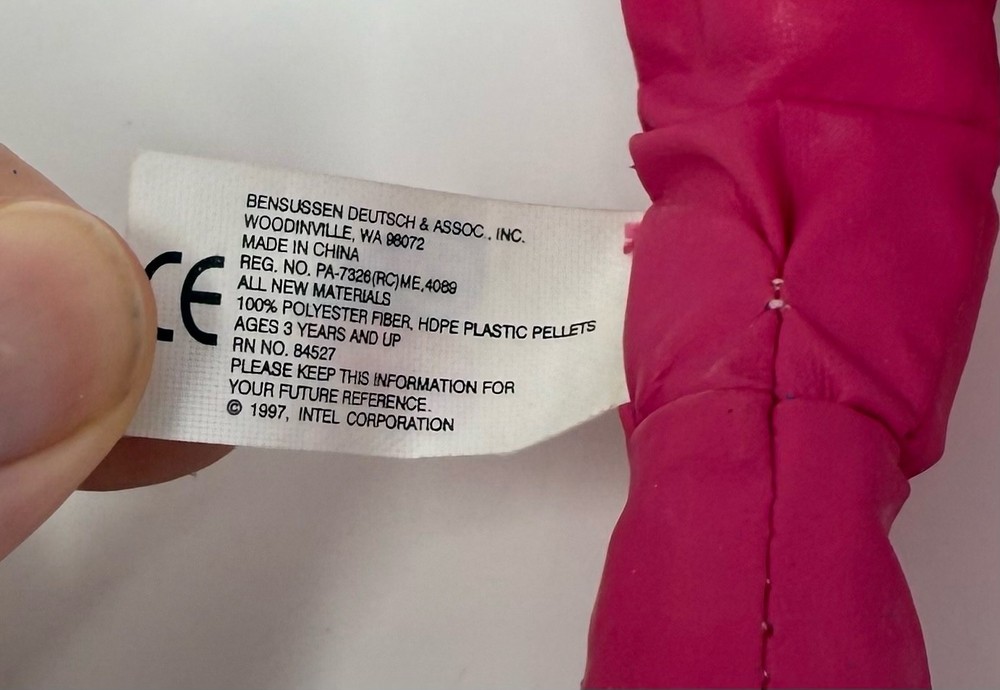 BENSUSSEN DEUTSCH & ASSOC., INC.
WOODINVILLE, WA 98072
MADE IN CHINA
REG. NO. PA-7326(RC)ME,4089
ALL NEW MATERIALS
100% POLYESTER FIBER, HDPE PLASTIC PELLETS
AGES 3 YEARS AND UP
RN NO. 84527
PLEASE KEEP THIS INFORMATION FOR
YOUR FUTURE REFERENCE.
© 1997, INTEL CORPORATION
CE